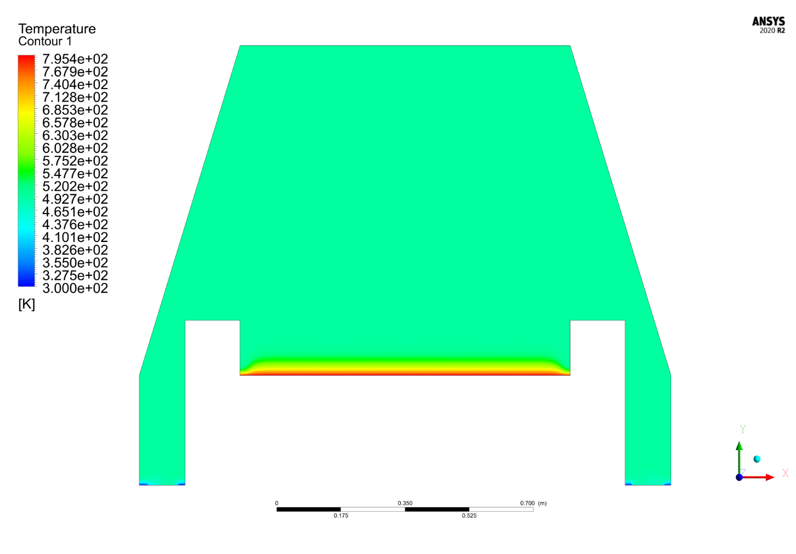 Temperature
Contour 1
7.954e+02
7.679e+02
7.404e+02
7.128e+02
6.853e+02
6.578e+02
6.303e+02
6.028e+02
5.752e+02
5.477e+02
5.202e+02
4.927e+02
4.651e+02
4.376e+02
4.101e+02
3.826e+02
3.550e+02
3.275e+02
3.000e+02
[K]
ANSYS
2020 R2
Y
X
0 0.350 0.700 (m)
0.175 0.525